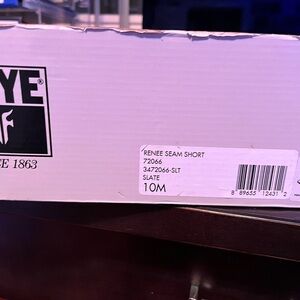 YE®
F
E 1863
RENEE SEAM SHORT
72066
3472066-SLT
SLATE
10M
8 89655 12431 2